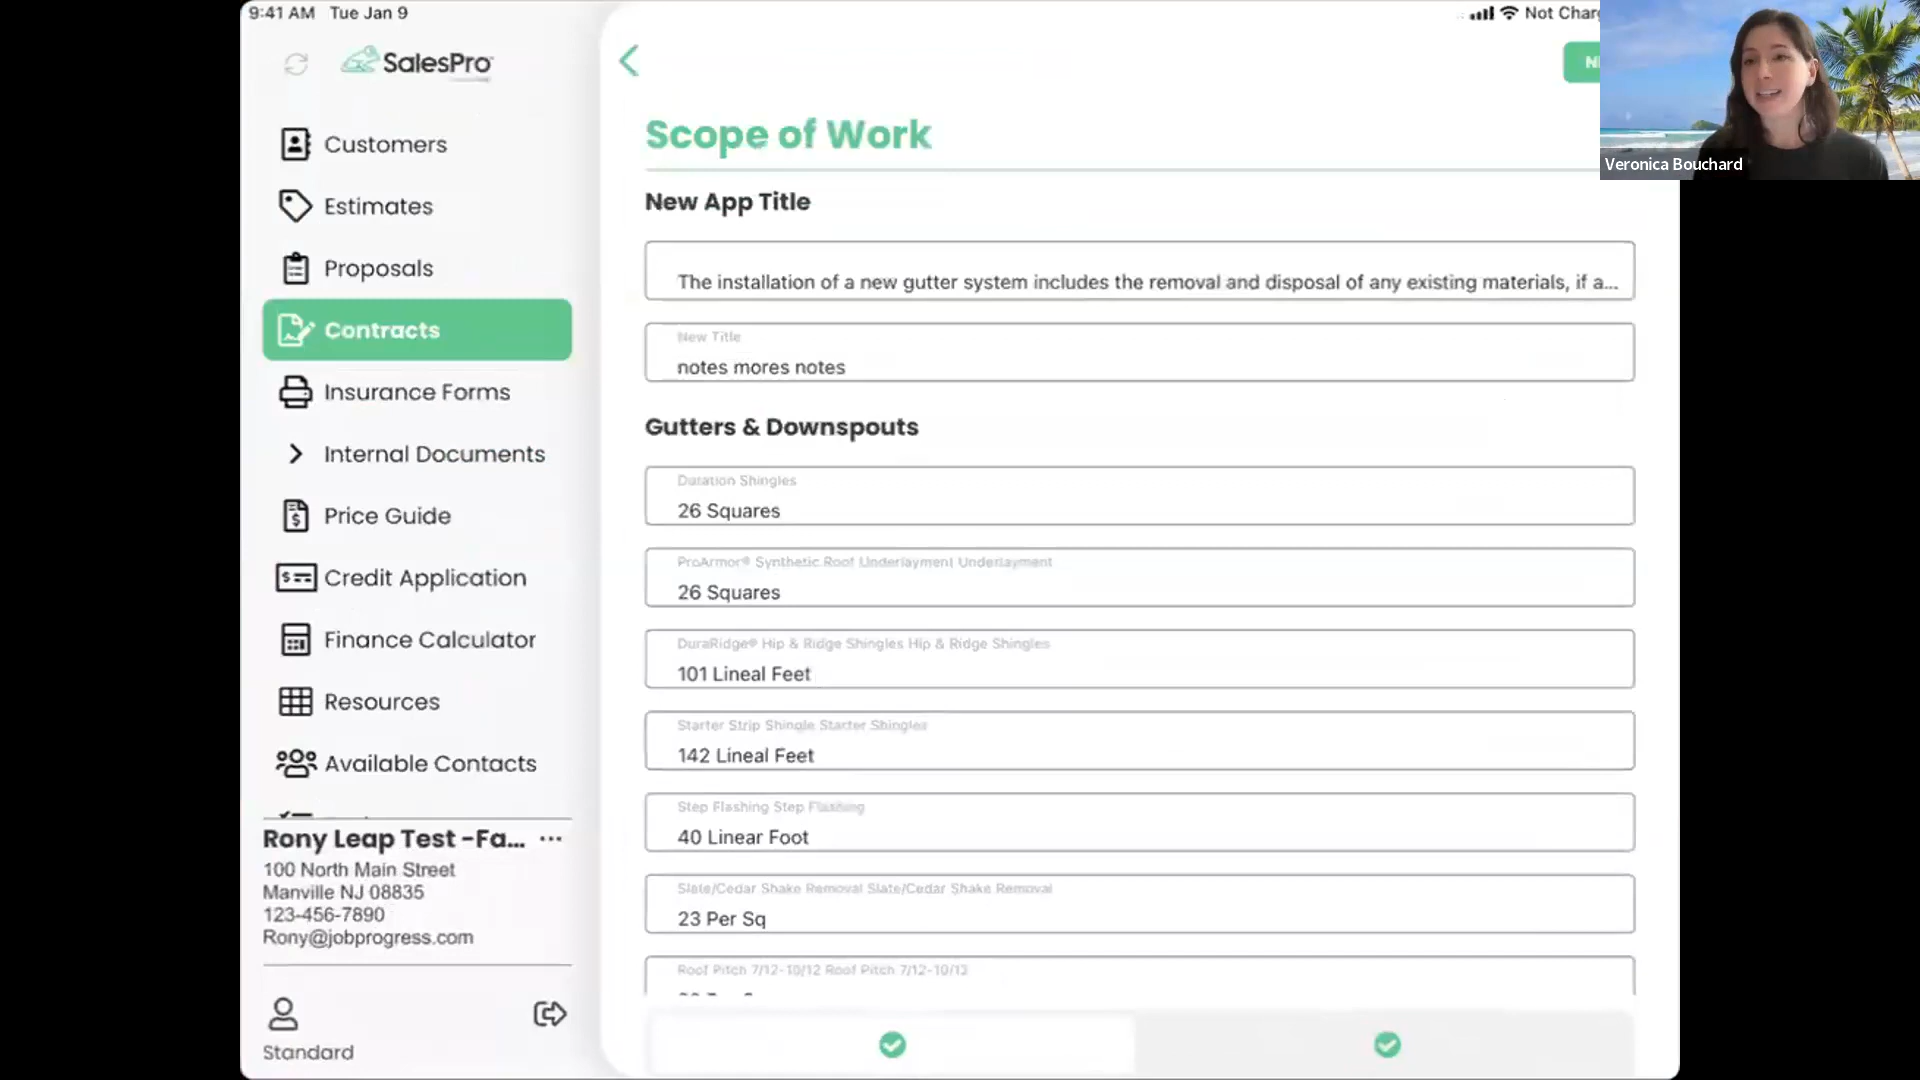 9:41 AM Tue Jan 9
Not Charg
SalesPro
Customers
Estimates
Proposals
Contracts
Insurance Forms
Internal Documents
Price Guide
Credit Application
Finance Calculator
Resources
Available Contacts
Rony Leap Test -Fa... ...
100 North Main Street
Manville NJ 08835
123-456-7890
Rony@jobprogress.com
Standard
Scope of Work
New App Title
The installation of a new gutter system includes the removal and disposal of any existing materials, if a...
New Title
notes mores notes
Gutters & Downspouts
Duration Shingles
26 Squares
ProArmor® Synthetic Roof Underlayment Underlayment
26 Squares
DuraRidge® Hip & Ridge Shingles Hip & Ridge Shingles
101 Lineal Feet
Starter Strip Shingle Starter Shingles
142 Lineal Feet
Step Flashing Step Flashing
40 Linear Foot
Slate/Cedar Shake Removal Slate/Cedar Shake Removal
23 Per Sq
Roof Pitch 7/12-10/12 Roof Pitch 7/12-10/12
Veronica Bouchard